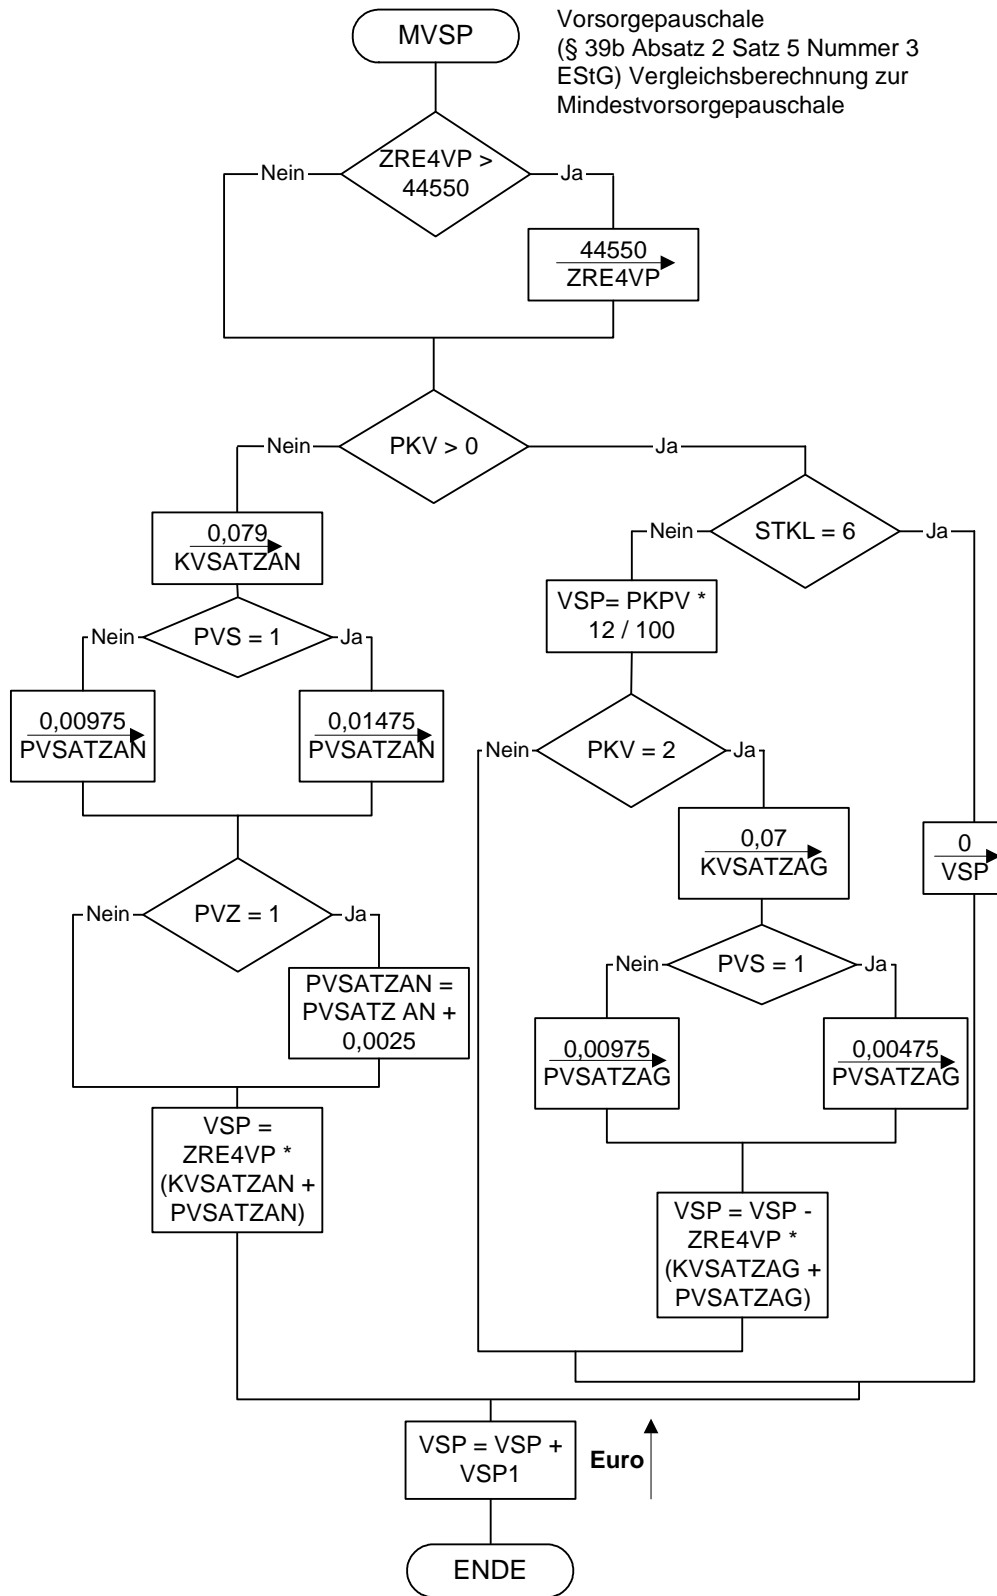 MVSP
Vorsorgepauschale
(§ 39b Absatz 2 Satz 5 Nummer 3
EStG) Vergleichsberechnung zur
Mindestvorsorgepauschale
ZRE4VP >
44550
Nein
Ja
44550
ZRE4VP
PKV > 0
Nein
Ja
0,079
KVSATZAN
STKL = 6
Nein
Ja
VSP= PKPV *
12 / 100
PVS = 1
Nein
Ja
0,00975
PVSATZAN
0,01475
PVSATZAN
PKV = 2
Nein
Ja
0,07
KVSATZAG
0
VSP
PVZ = 1
Nein
Ja
PVSATZAN =
PVSATZ AN +
0,0025
PVS = 1
Nein
Ja
0,00975
PVSATZAG
0,00475
PVSATZAG
VSP =
ZRE4VP *
(KVSATZAN +
PVSATZAN)
VSP = VSP -
ZRE4VP *
(KVSATZAG +
PVSATZAG)
VSP = VSP +
VSP1
Euro
ENDE